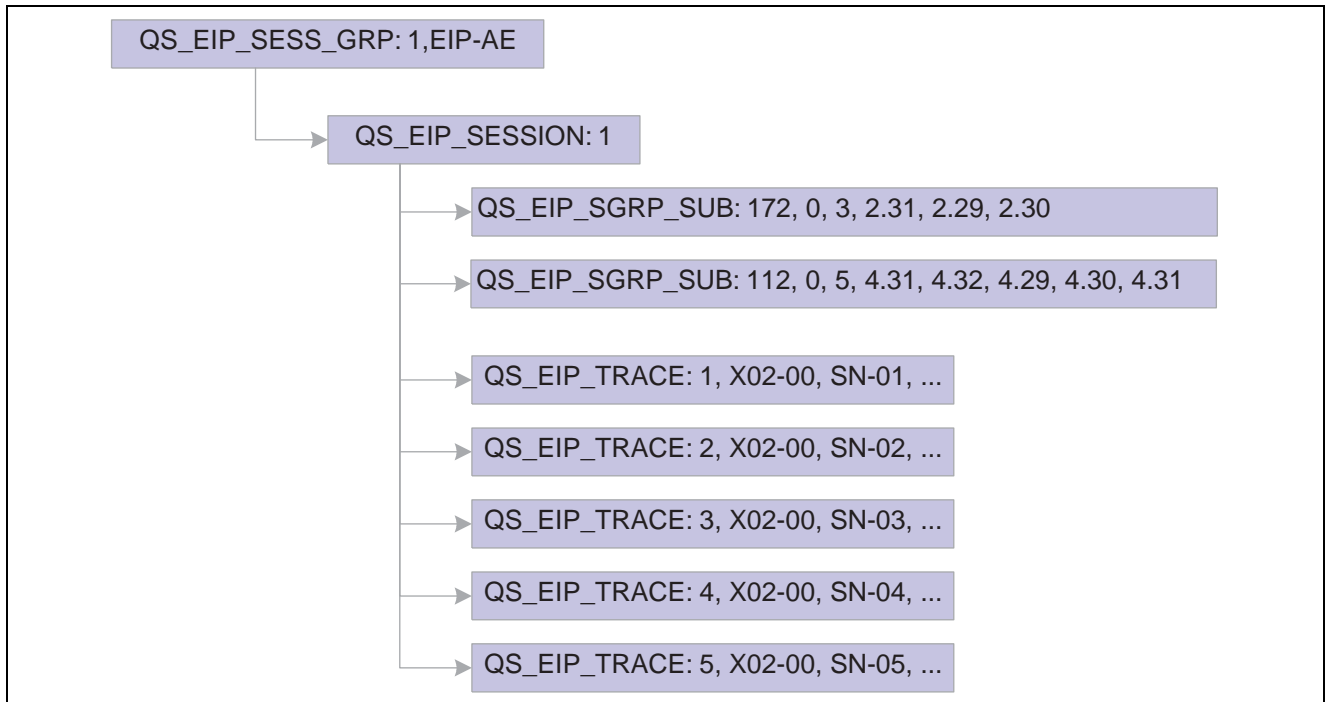 QS_EIP_SESS_GRP: 1,EIP-AE
QS_EIP_SESSION: 1
QS_EIP_SGRP_SUB: 172, 0, 3, 2.31, 2.29, 2.30
QS_EIP_SGRP_SUB: 112, 0, 5, 4.31, 4.32, 4.29, 4.30, 4.31
QS_EIP_TRACE: 1, X02-00, SN-01, ...
QS_EIP_TRACE: 2, X02-00, SN-02, ...
QS_EIP_TRACE: 3, X02-00, SN-03, ...
QS_EIP_TRACE: 4, X02-00, SN-04, ...
QS_EIP_TRACE: 5, X02-00, SN-05, ...